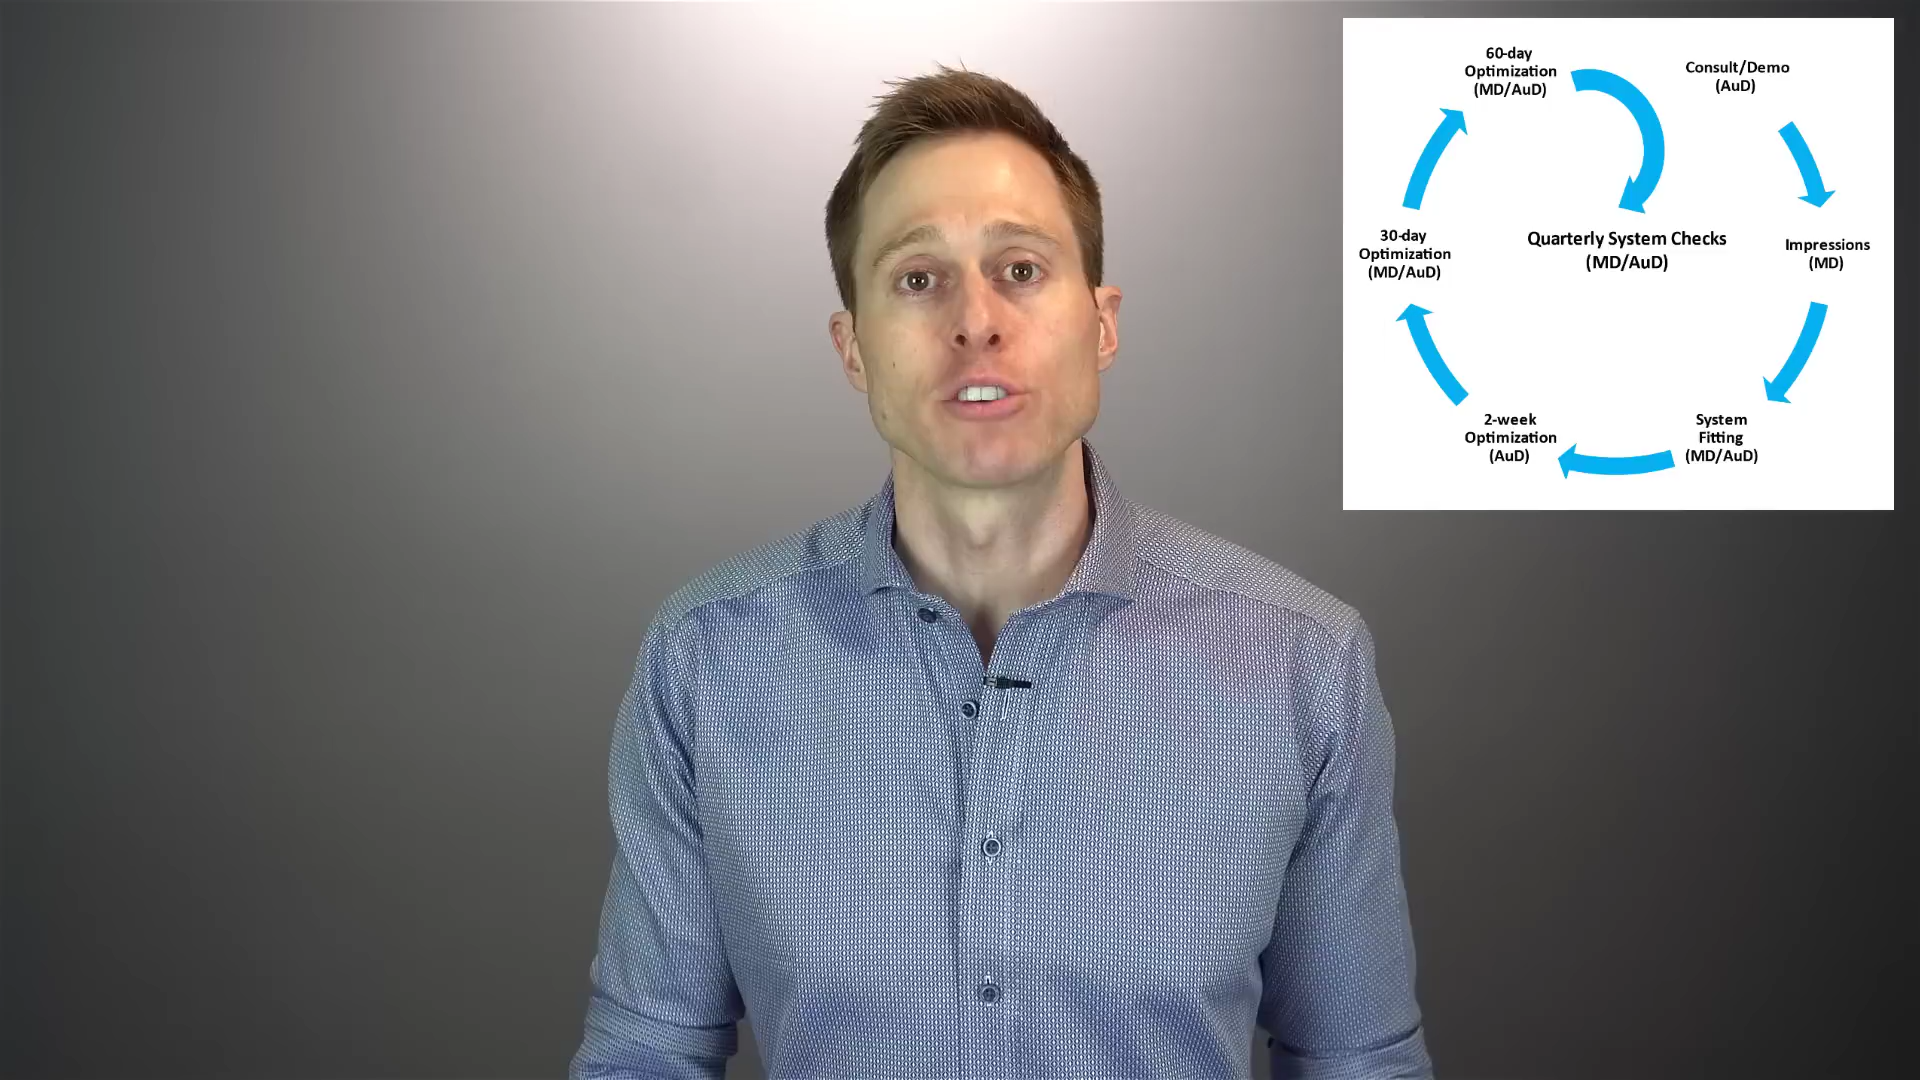 Consult/Demo
(AuD)
Impressions
(MD)
System
Fitting
(MD/AuD)
2-week
Optimization
(AuD)
30-day
Optimization
(MD/AuD)
60-day
Optimization
(MD/AuD)
Quarterly System Checks
(MD/AuD)